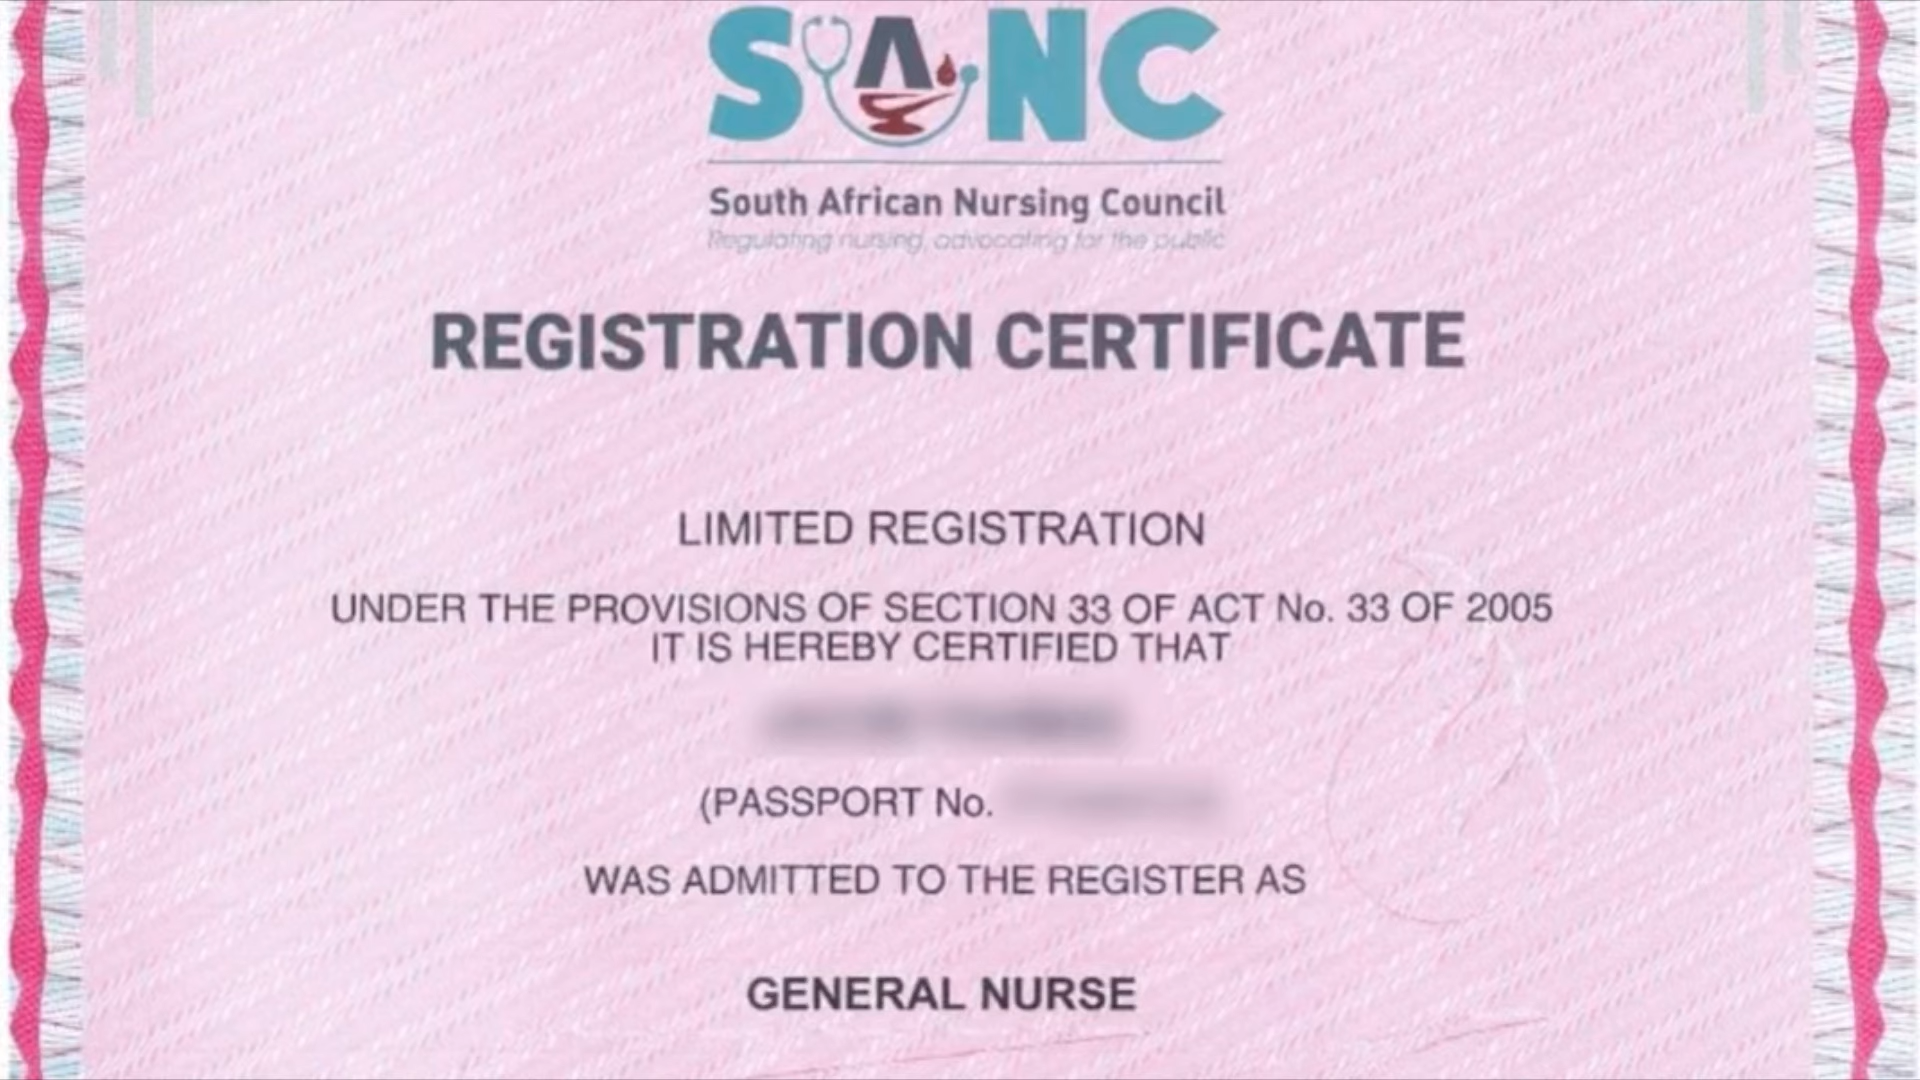 SANC
South African Nursing Council
Regulating nursing, advocating for the public
REGISTRATION CERTIFICATE
LIMITED REGISTRATION
UNDER THE PROVISIONS OF SECTION 33 OF ACT No. 33 OF 2005
IT IS HEREBY CERTIFIED THAT
(PASSPORT No.
WAS ADMITTED TO THE REGISTER AS
GENERAL NURSE